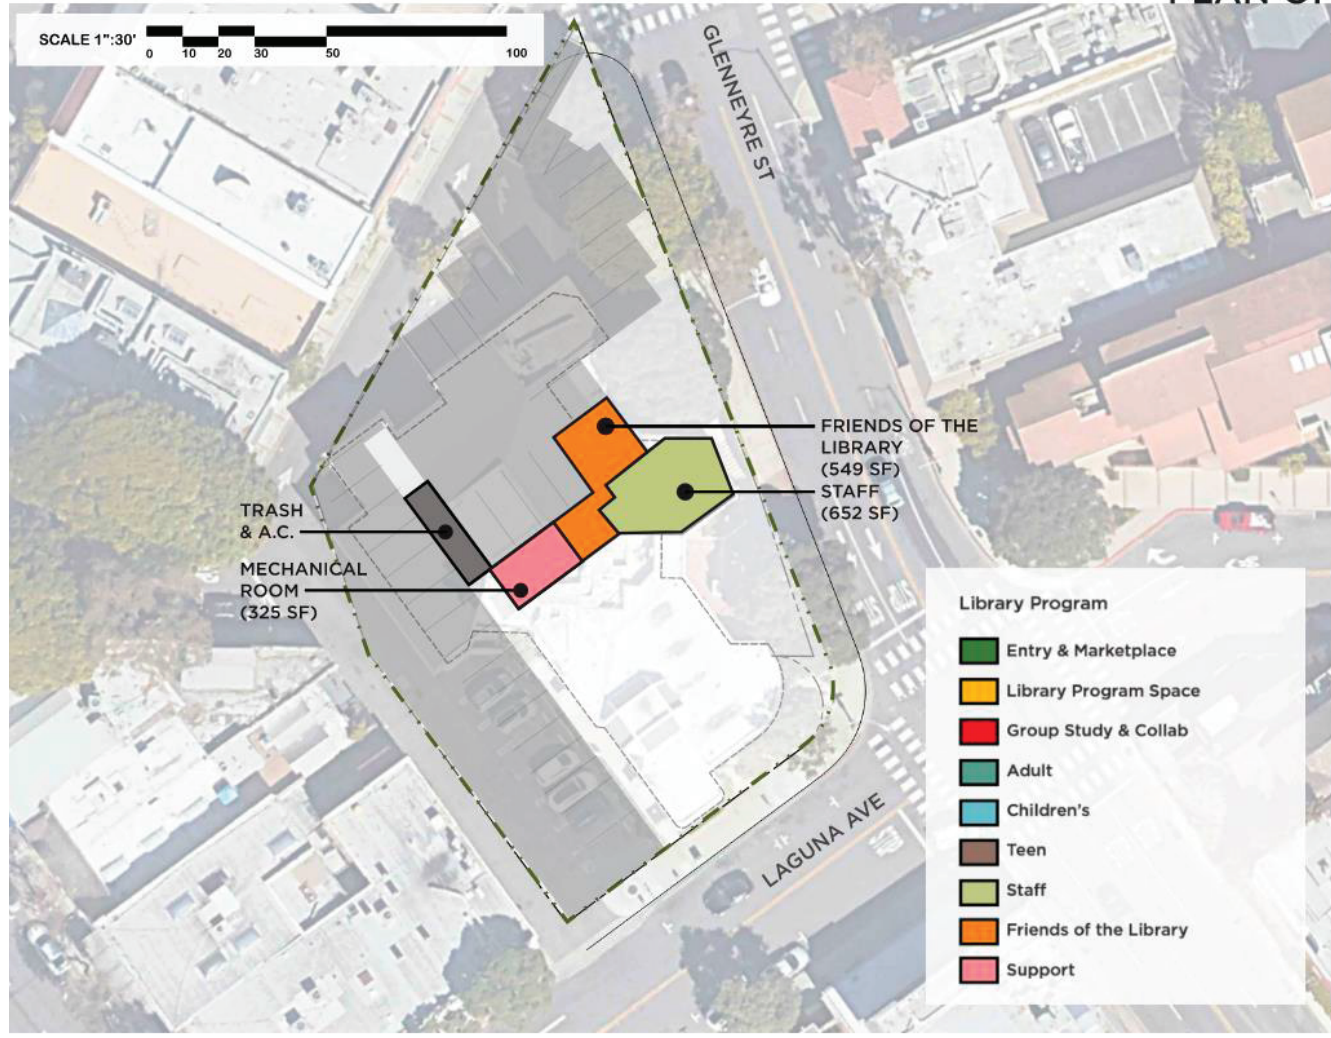 SCALE 1":30'
0 10 20 30 50 100
GLENNEYRE ST
FRIENDS OF THE
LIBRARY
(549 SF)
STAFF
(652 SF)
TRASH
& A.C.
MECHANICAL
ROOM
(325 SF)
LAGUNA AVE
Library Program
Entry & Marketplace
Library Program Space
Group Study & Collab
Adult
Children's
Teen
Staff
Friends of the Library
Support